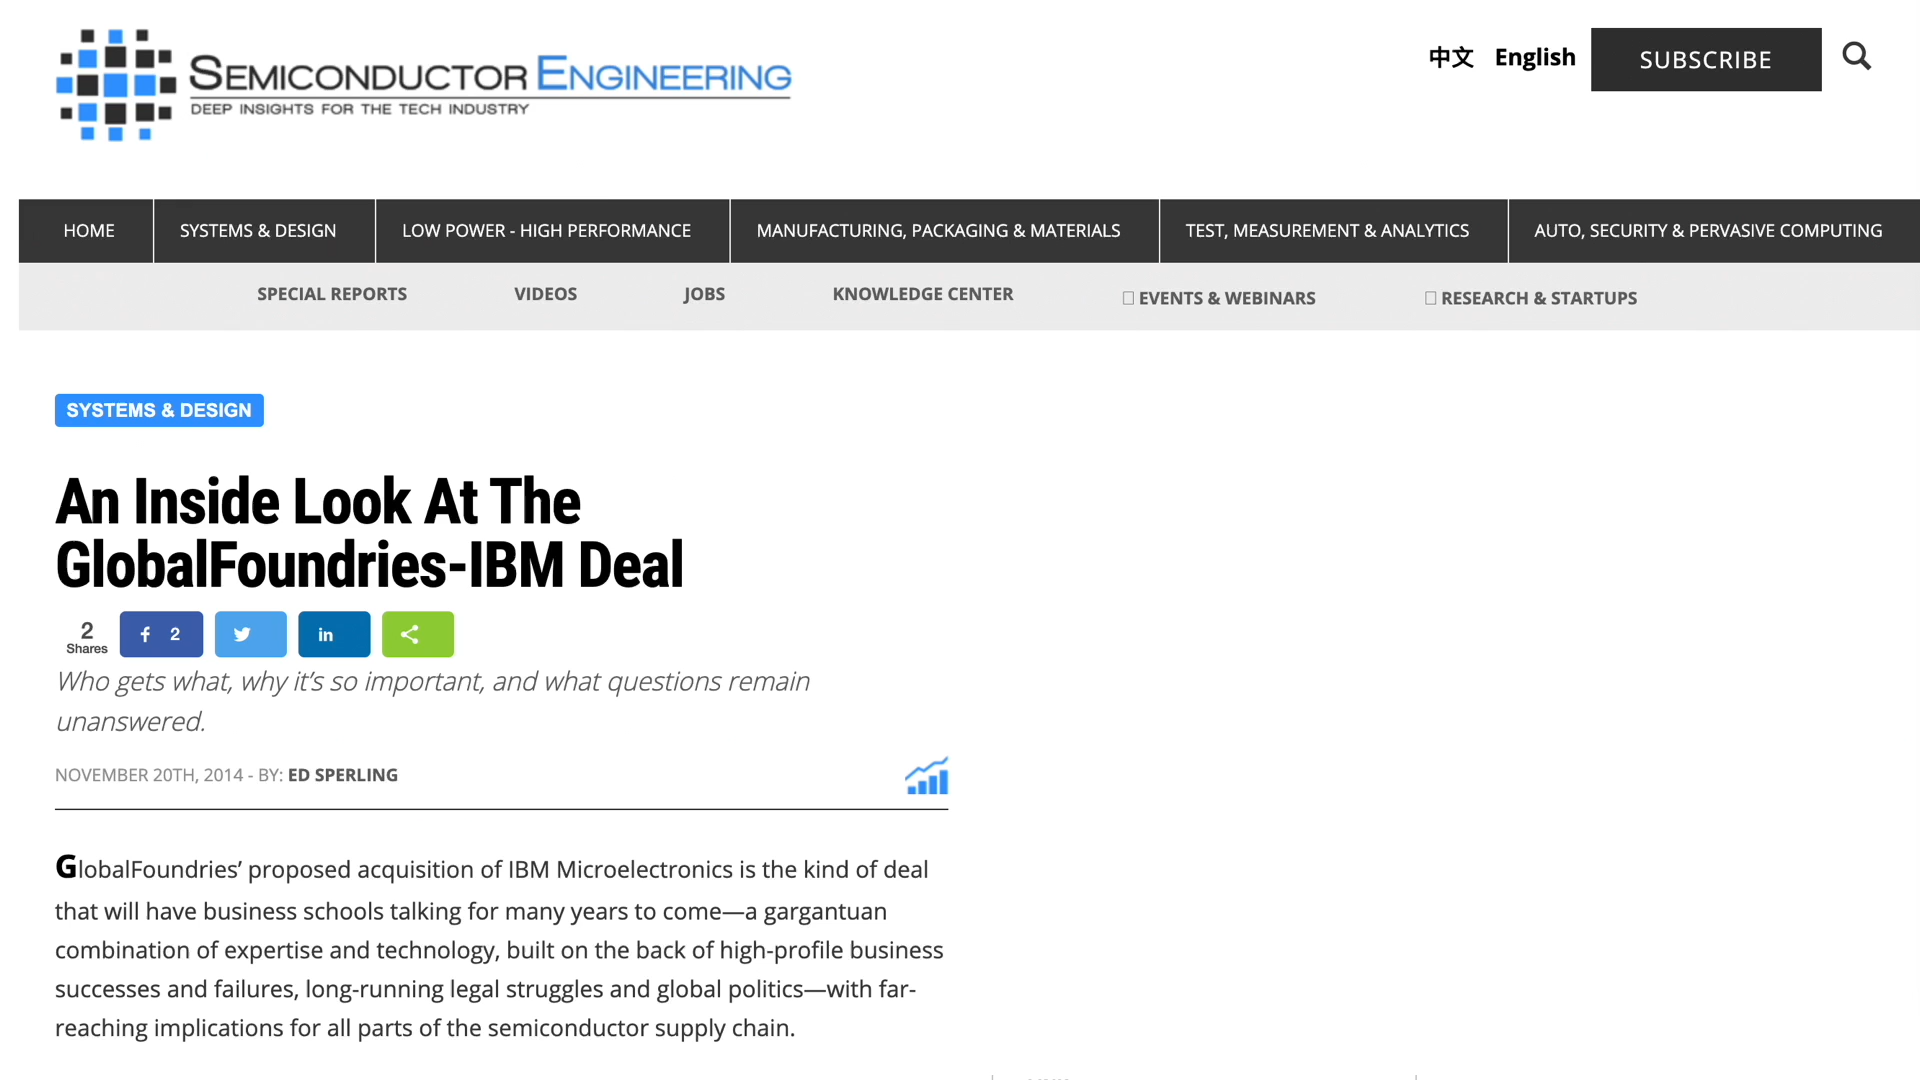 SEMICONDUCTOR ENGINEERING
DEEP INSIGHTS FOR THE TECH INDUSTRY
中文 English SUBSCRIBE
HOME SYSTEMS & DESIGN LOW POWER - HIGH PERFORMANCE MANUFACTURING, PACKAGING & MATERIALS TEST, MEASUREMENT & ANALYTICS AUTO, SECURITY & PERVASIVE COMPUTING
SPECIAL REPORTS VIDEOS JOBS KNOWLEDGE CENTER EVENTS & WEBINARS RESEARCH & STARTUPS
SYSTEMS & DESIGN
An Inside Look At The
GlobalFoundries-IBM Deal
2 2
Shares
Who gets what, why it’s so important, and what questions remain
unanswered.
NOVEMBER 20TH, 2014 - BY: ED SPERLING
GlobalFoundries’ proposed acquisition of IBM Microelectronics is the kind of deal
that will have business schools talking for many years to come—a gargantuan
combination of expertise and technology, built on the back of high-profile business
successes and failures, long-running legal struggles and global politics—with far-
reaching implications for all parts of the semiconductor supply chain.